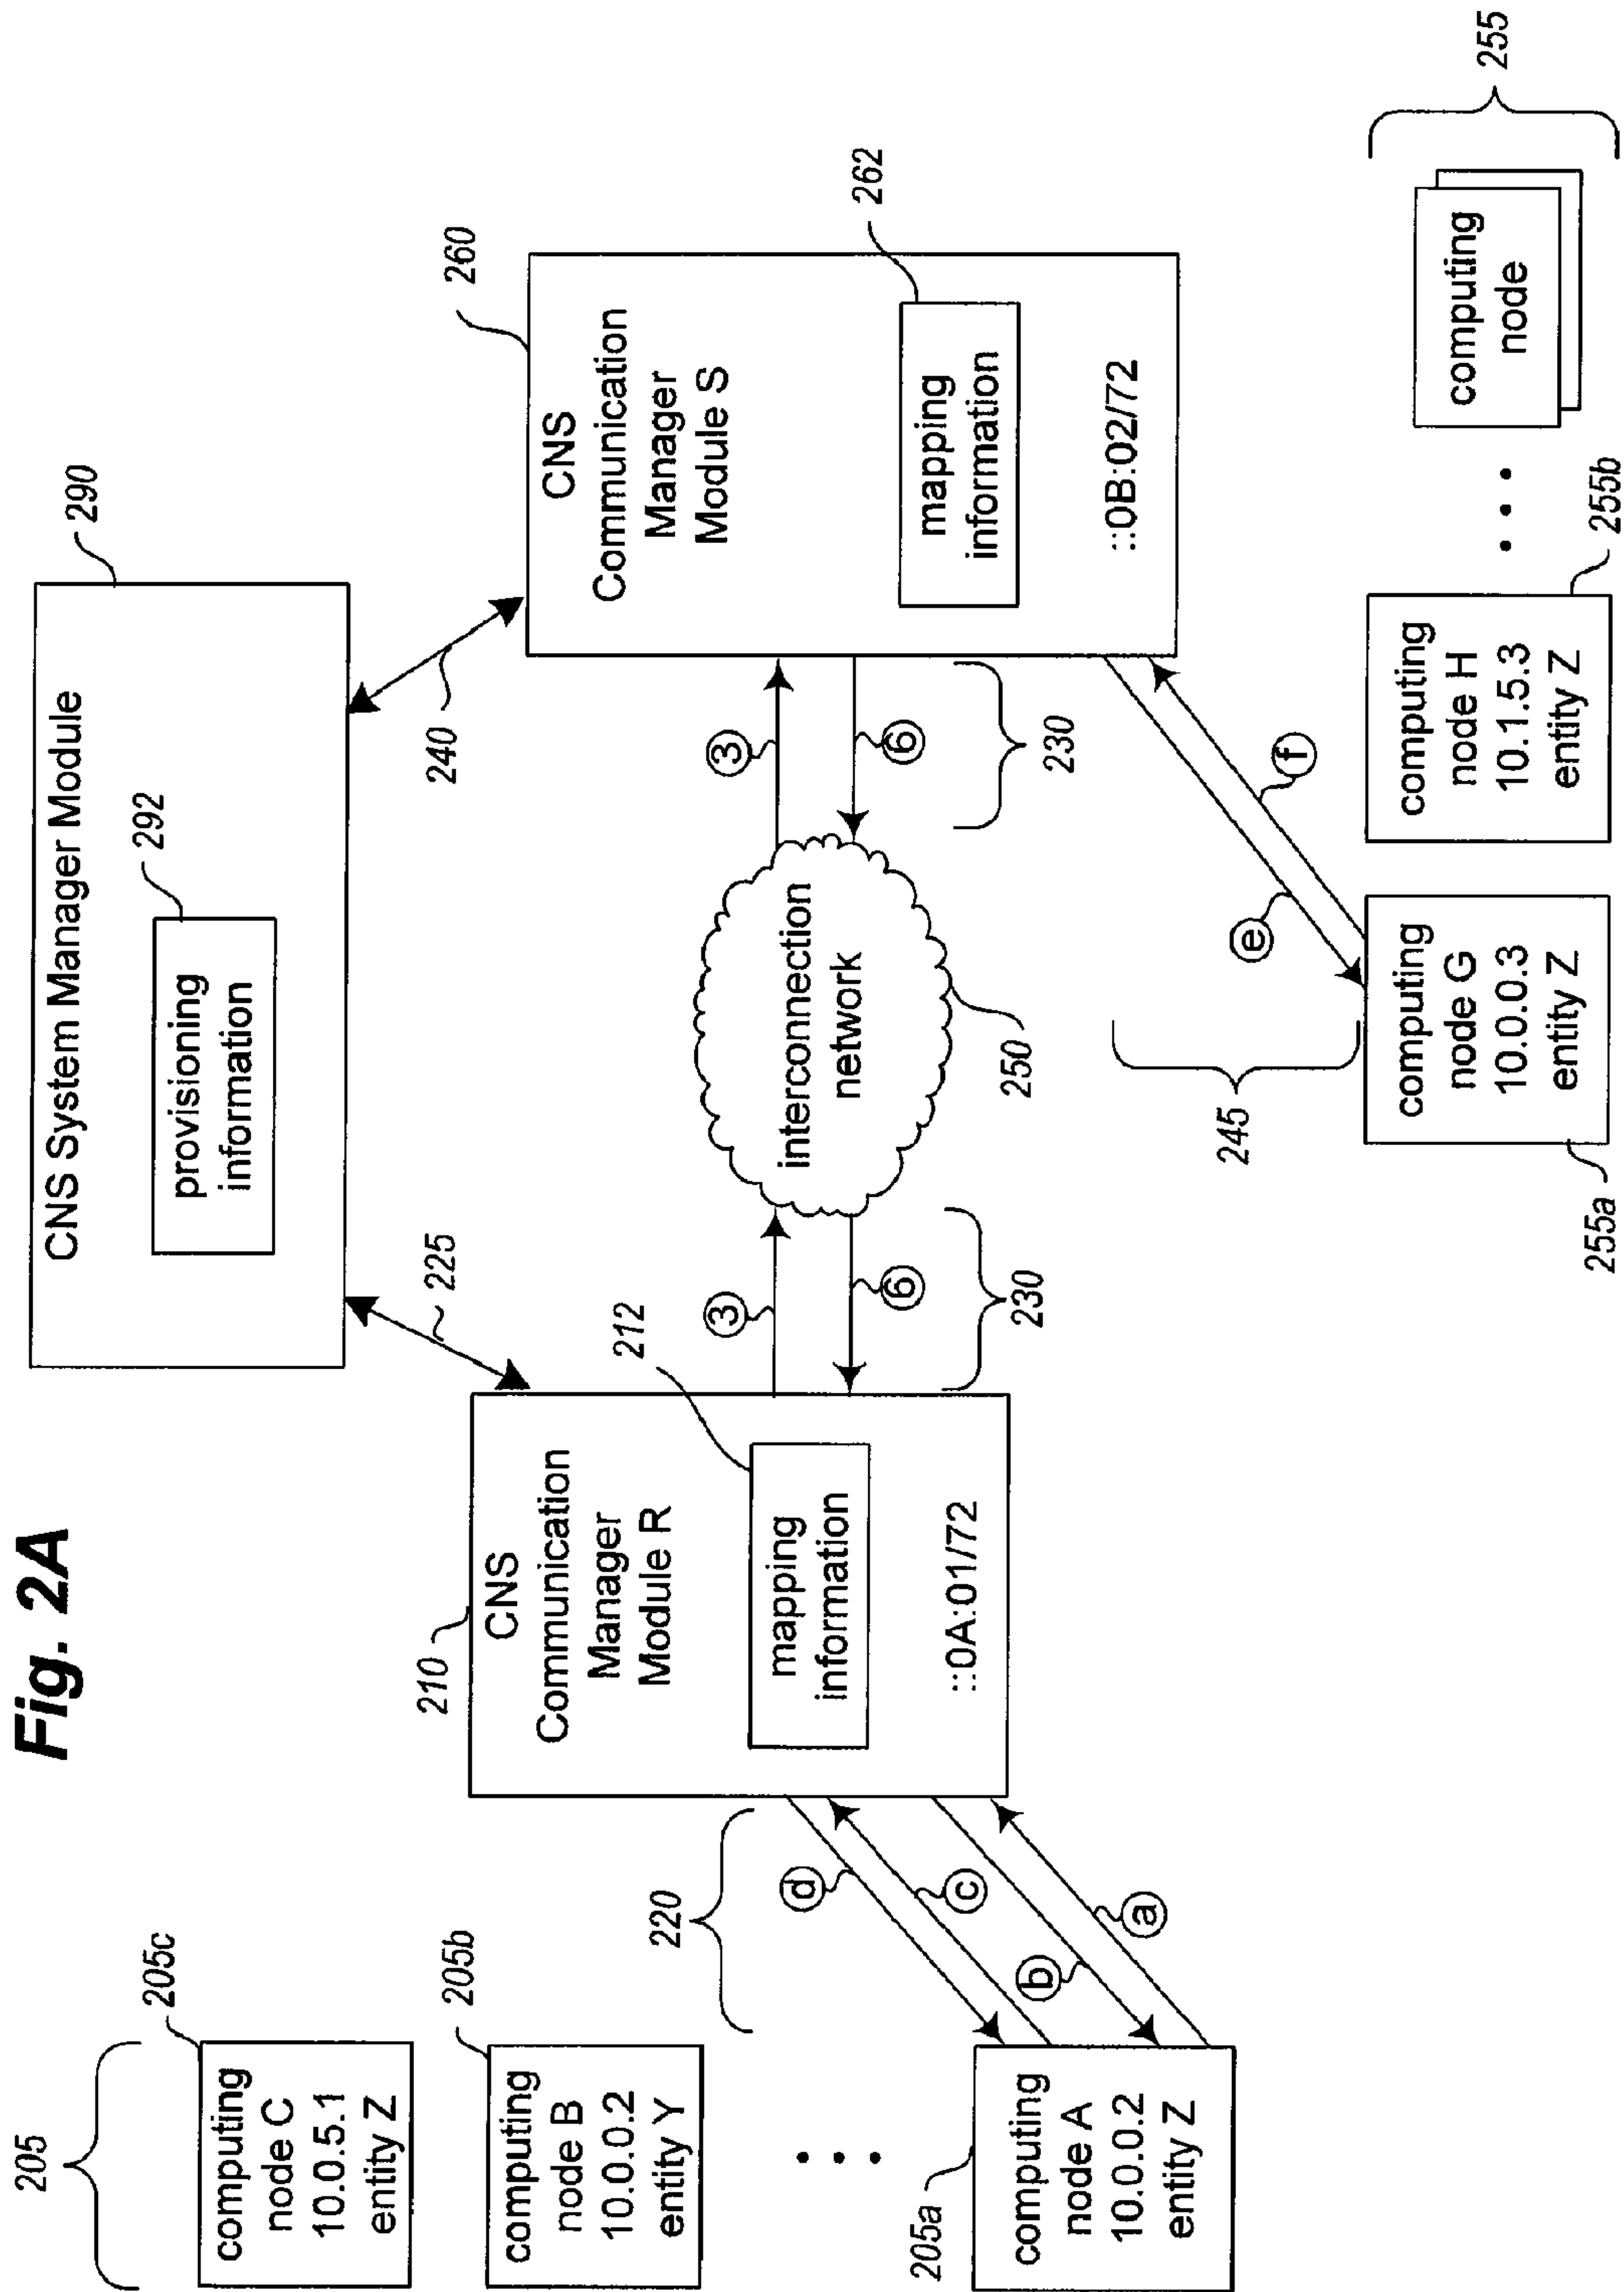 Fig. 2A
CNS System Manager Module
290
provisioning
information
292
225
240
205
205c
computing
node C
10.0.5.1
entity Z
205b
computing
node B
10.0.0.2
entity Y
205a
computing
node A
10.0.0.2
entity Z
220
d
c
b
a
210
CNS
Communication
Manager
Module R
212
mapping
information
::0A:01/72
3
6
230
interconnection
network
250
3
6
230
260
CNS
Communication
Manager
Module S
262
mapping
information
::0B:02/72
e
f
245
computing
node G
10.0.0.3
entity Z
255a
computing
node H
10.1.5.3
entity Z
255b
computing
node
255